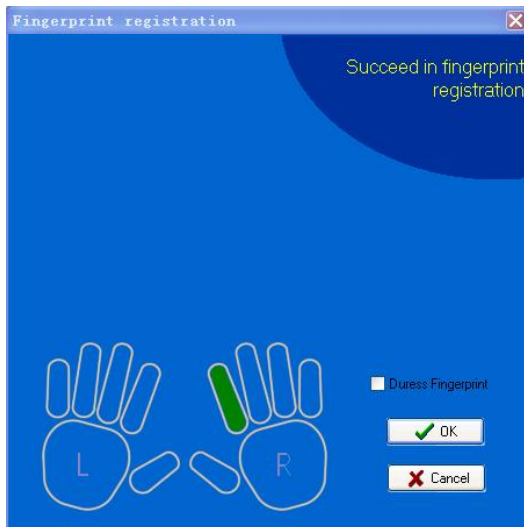 Fingerprint registration
Succeed in fingerprint
registration
Duress Fingerprint
L
R
OK
Cancel